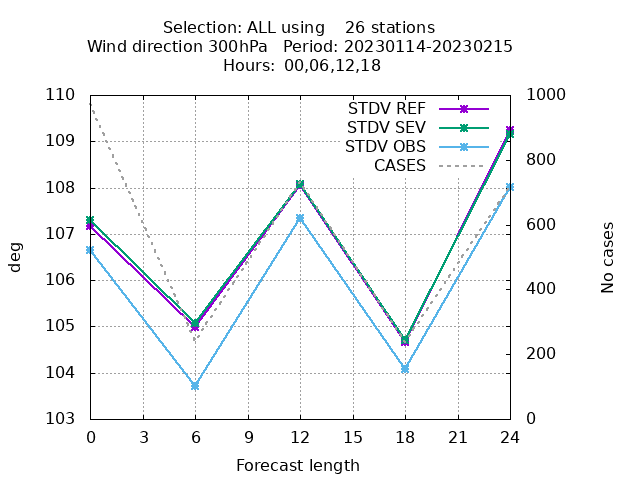 Selection: ALL using    26 stations
Wind direction 300hPa   Period: 20230114-20230215
Hours: 00,06,12,18
STDV REF
STDV SEV
STDV OBS
CASES
110
109
108
107
106
105
104
103
1000
800
600
400
200
0
deg
No cases
0 3 6 9 12 15 18 21 24
Forecast length